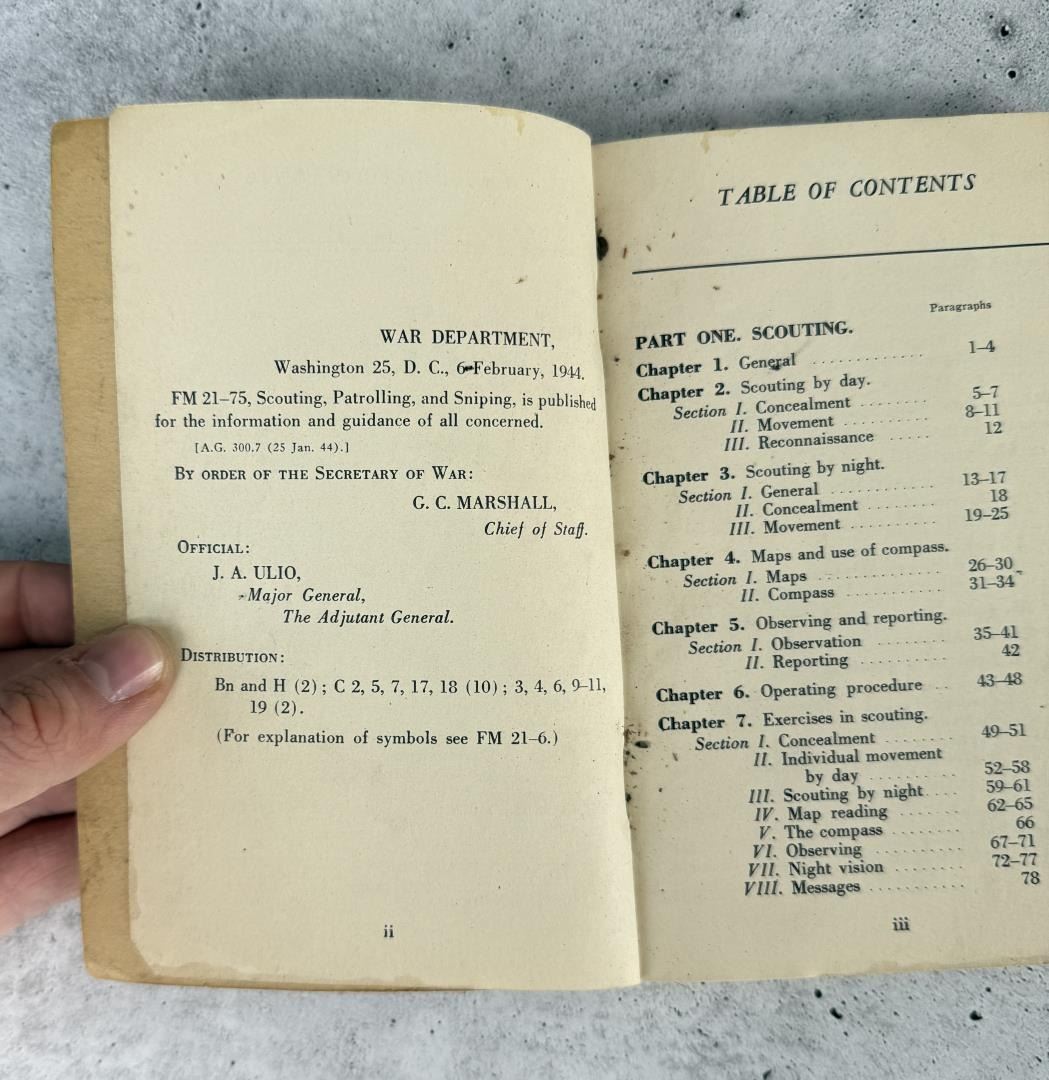 WAR DEPARTMENT,
Washington 25, D. C., 6 February, 1944.
FM 21–75, Scouting, Patrolling, and Sniping, is published
for the information and guidance of all concerned.
[A.G. 300.7 (25 Jan. 44).]
BY ORDER OF THE SECRETARY OF WAR:
G. C. MARSHALL,
Chief of Staff.
OFFICIAL:
J. A. ULIO,
Major General,
The Adjutant General.
DISTRIBUTION:
Bn and H (2); C 2, 5, 7, 17, 18 (10); 3, 4, 6, 9–11,
19 (2).
(For explanation of symbols see FM 21–6.)
ii
TABLE OF CONTENTS
Paragraphs
PART ONE. SCOUTING.
Chapter 1. General ............ 1–4
Chapter 2. Scouting by day.
Section I. Concealment ........ 5–7
II. Movement ........ 8–11
III. Reconnaissance ..... 12
Chapter 3. Scouting by night.
Section I. General ............ 13–17
II. Concealment ........ 18
III. Movement .......... 19–25
Chapter 4. Maps and use of compass.
Section I. Maps .............. 26–30
II. Compass ........... 31–34
Chapter 5. Observing and reporting.
Section I. Observation ........ 35–41
II. Reporting .......... 42
Chapter 6. Operating procedure .. 43–48
Chapter 7. Exercises in scouting.
Section I. Concealment ........ 49–51
II. Individual movement
by day .......... 52–58
III. Scouting by night .... 59–61
IV. Map reading ....... 62–65
V. The compass ........ 66
VI. Observing .......... 67–71
VII. Night vision ........ 72–77
VIII. Messages ........... 78
iii